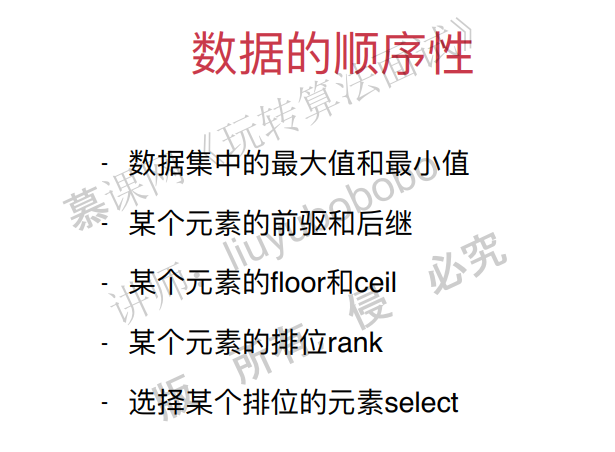 数据的顺序性
- 数据集中的最大值和最小值
- 某个元素的前驱和后继
- 某个元素的floor和ceil
- 某个元素的排位rank
- 选择某个排位的元素select
慕课网《玩转算法面试》
讲师：liuyubobobo
版 所有 侵 必究